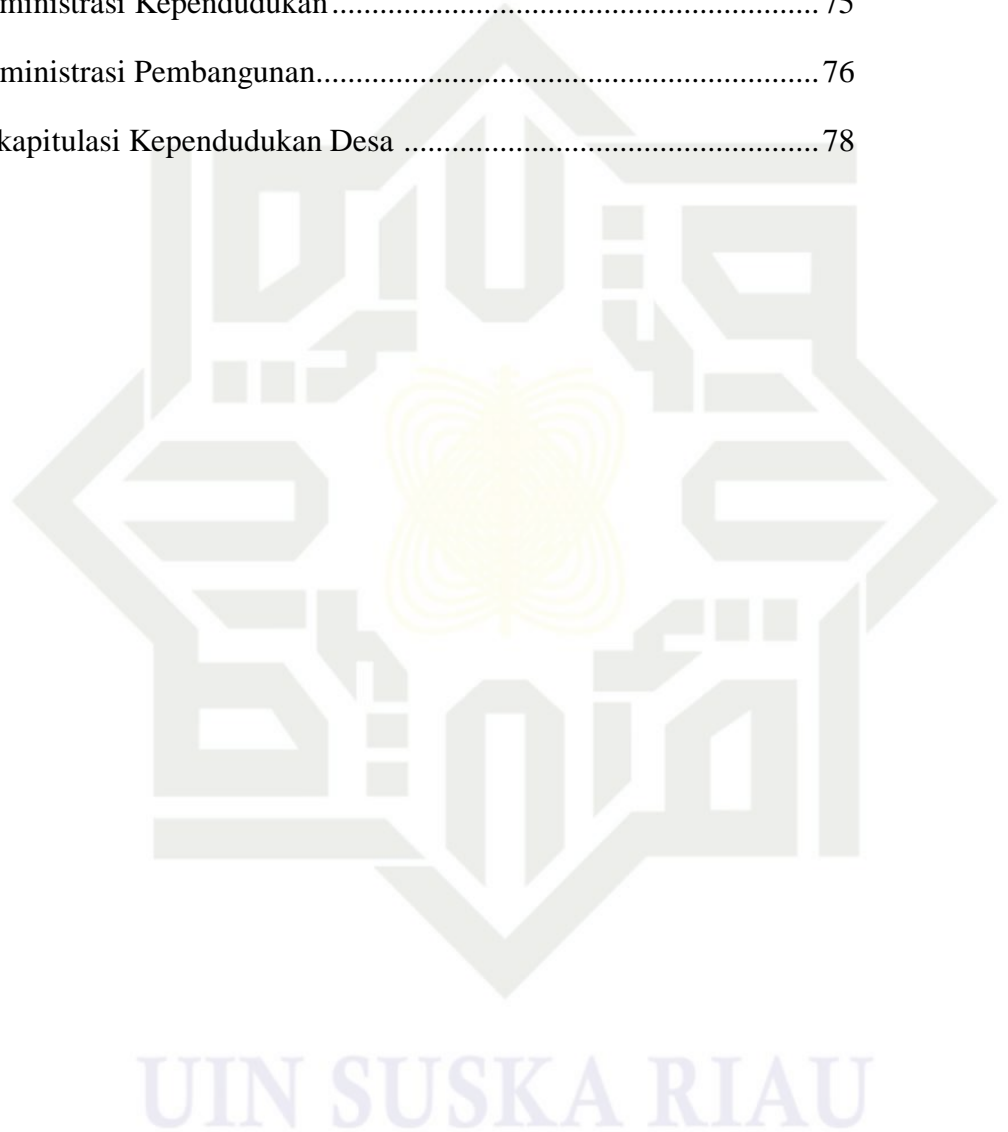 ministrasi Kependudukan............................................................. 75
ministrasi Pembangunan............................................................... 76
kapitulasi Kependudukan Desa .................................................... 78
UIN SUSKA RIAU